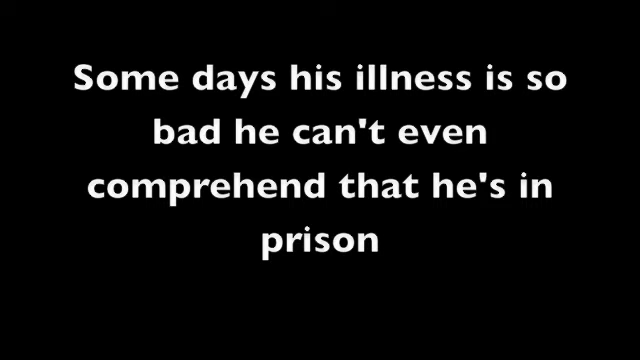 Some days his illness is so
bad he can't even
comprehend that he's in
prison